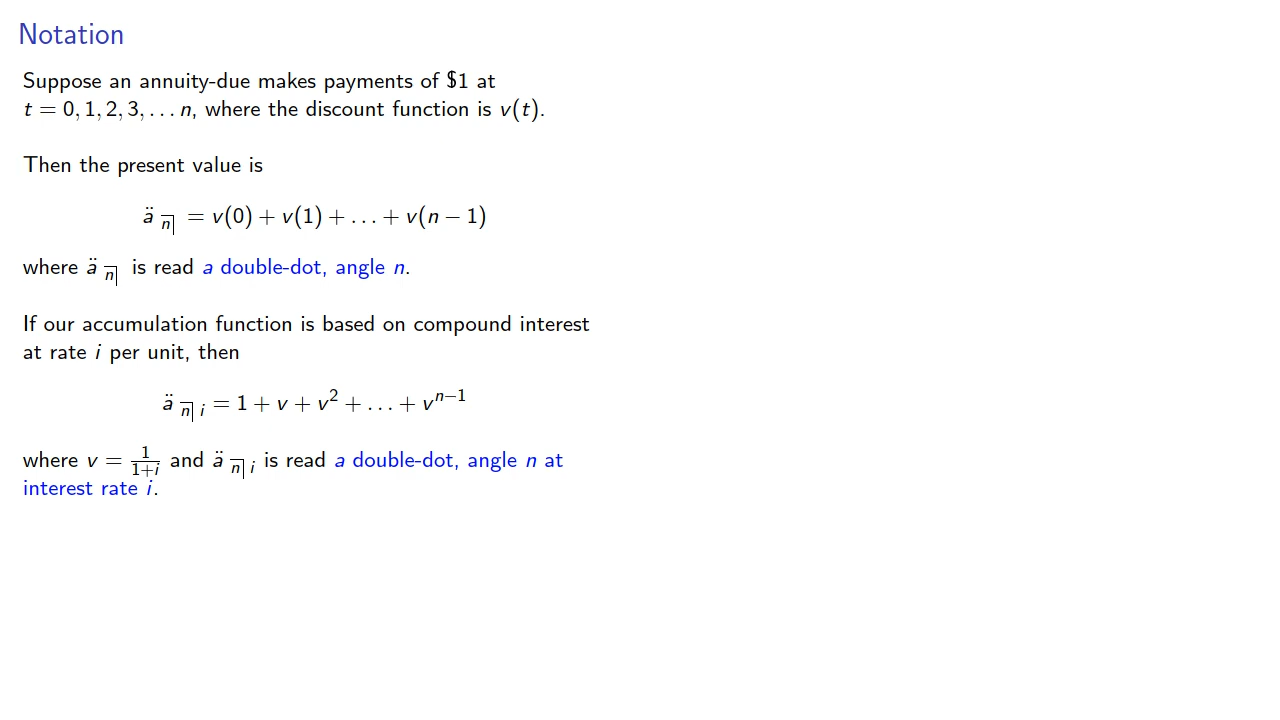 Notation
Suppose an annuity-due makes payments of $1 at
t = 0, 1, 2, 3, . . . n, where the discount function is v(t).
Then the present value is
ä n̅| = v(0) + v(1) + . . . + v(n − 1)
where ä n̅| is read a double-dot, angle n.
If our accumulation function is based on compound interest
at rate i per unit, then
ä n̅| i = 1 + v + v² + . . . + vⁿ⁻¹
where v = 1/(1+i) and ä n̅| i is read a double-dot, angle n at
interest rate i.